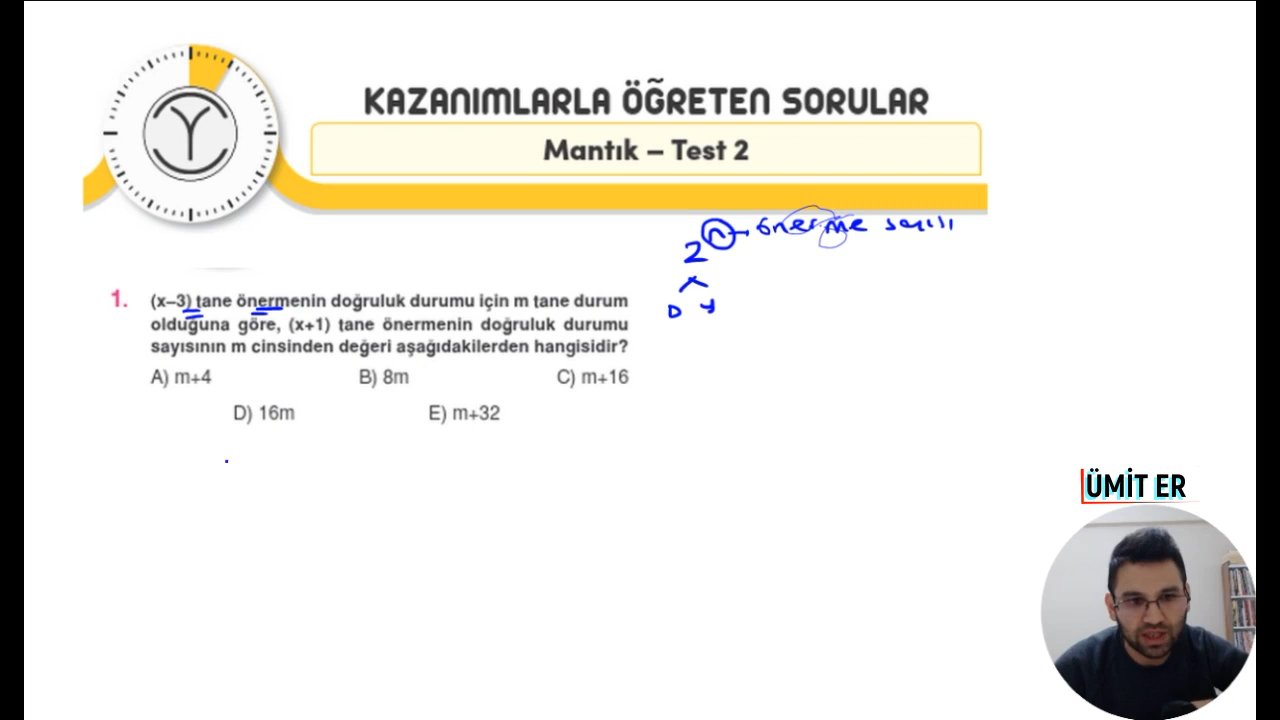 KAZANIMLARLA ÖĞRETEN SORULAR
Mantık – Test 2
2 n → önerme sayısı
D Y
1. (x–3) tane önermenin doğruluk durumu için m tane durum
olduğuna göre, (x+1) tane önermenin doğruluk durumu
sayısının m cinsinden değeri aşağıdakilerden hangisidir?
A) m+4 B) 8m C) m+16
D) 16m E) m+32
ÜMİT ER